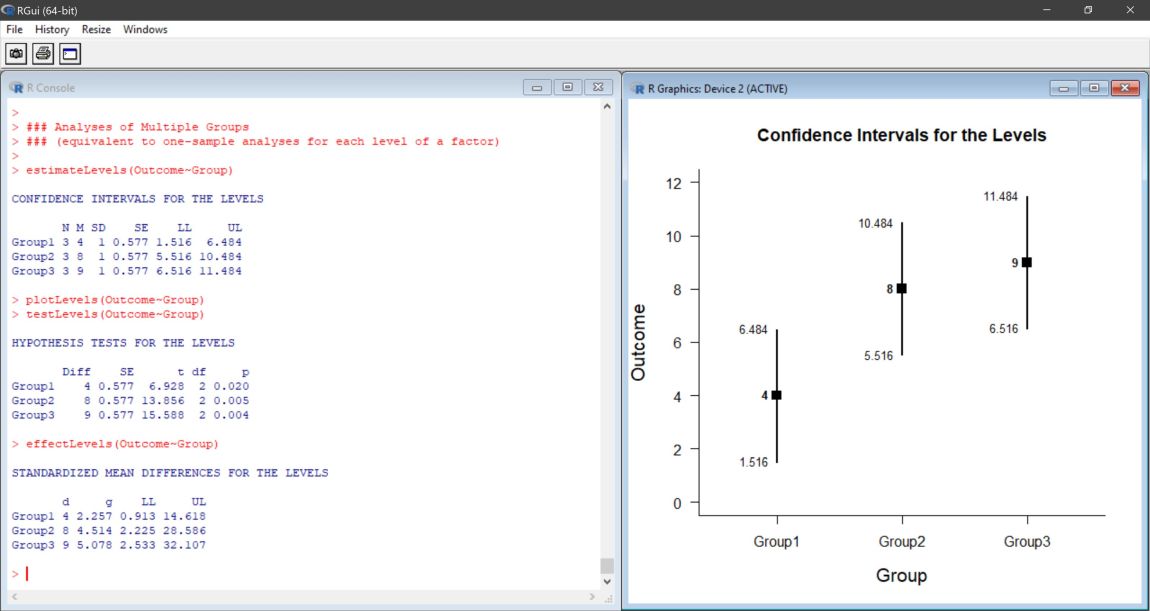 RGui (64-bit)
File History Resize Windows
R Console
>
> ### Analyses of Multiple Groups
> ### (equivalent to one-sample analyses for each level of a factor)
>
> estimateLevels(Outcome~Group)
CONFIDENCE INTERVALS FOR THE LEVELS
N M SD SE LL UL
Group1 3 4 1 0.577 1.516 6.484
Group2 3 8 1 0.577 5.516 10.484
Group3 3 9 1 0.577 6.516 11.484
> plotLevels(Outcome~Group)
> testLevels(Outcome~Group)
HYPOTHESIS TESTS FOR THE LEVELS
Diff SE t df p
Group1 4 0.577 6.928 2 0.020
Group2 8 0.577 13.856 2 0.005
Group3 9 0.577 15.588 2 0.004
> effectLevels(Outcome~Group)
STANDARDIZED MEAN DIFFERENCES FOR THE LEVELS
d g LL UL
Group1 4 2.257 0.913 14.618
Group2 8 4.514 2.225 28.586
Group3 9 5.078 2.533 32.107
>
R Graphics: Device 2 (ACTIVE)
Confidence Intervals for the Levels
Outcome
12
10
8
6
4
2
0
6.484
4
1.516
10.484
8
5.516
11.484
9
6.516
Group1 Group2 Group3
Group